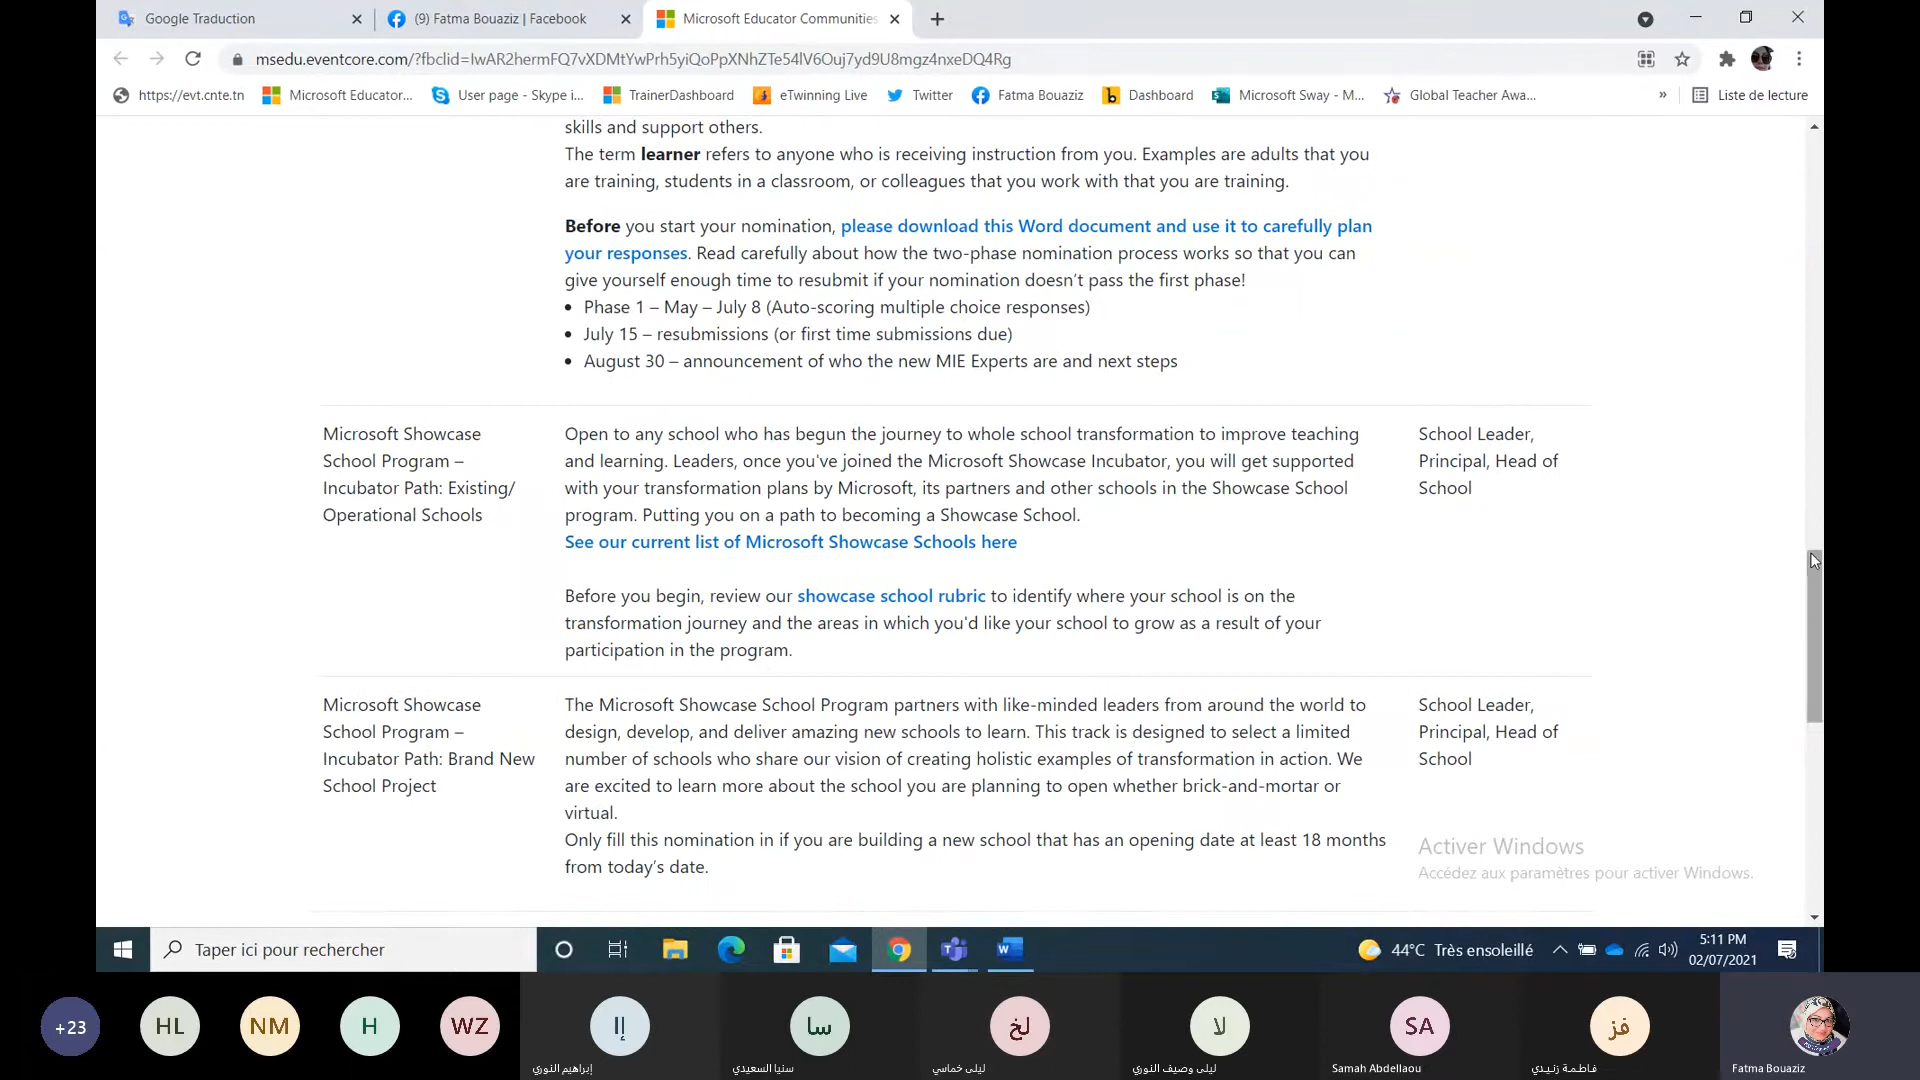 Google Traduction
(9) Fatma Bouaziz | Facebook
Microsoft Educator Communities
msedu.eventcore.com/?fbclid=IwAR2hermFQ7vXDMtYwPrh5yiQoPpXNhZTe54lV6Ouj7yd9U8mgz4nxeDQ4Rg
https://evt.cnte.tn
Microsoft Educator...
User page - Skype i...
TrainerDashboard
eTwinning Live
Twitter
Fatma Bouaziz
Dashboard
Microsoft Sway - M...
Global Teacher Awa...
»
Liste de lecture
skills and support others.
The term learner refers to anyone who is receiving instruction from you. Examples are adults that you
are training, students in a classroom, or colleagues that you work with that you are training.
Before you start your nomination, please download this Word document and use it to carefully plan
your responses. Read carefully about how the two-phase nomination process works so that you can
give yourself enough time to resubmit if your nomination doesn't pass the first phase!
• Phase 1 – May – July 8 (Auto-scoring multiple choice responses)
• July 15 – resubmissions (or first time submissions due)
• August 30 – announcement of who the new MIE Experts are and next steps
Microsoft Showcase
School Program –
Incubator Path: Existing/
Operational Schools
Open to any school who has begun the journey to whole school transformation to improve teaching
and learning. Leaders, once you've joined the Microsoft Showcase Incubator, you will get supported
with your transformation plans by Microsoft, its partners and other schools in the Showcase School
program. Putting you on a path to becoming a Showcase School.
See our current list of Microsoft Showcase Schools here
Before you begin, review our showcase school rubric to identify where your school is on the
transformation journey and the areas in which you'd like your school to grow as a result of your
participation in the program.
School Leader,
Principal, Head of
School
Microsoft Showcase
School Program –
Incubator Path: Brand New
School Project
The Microsoft Showcase School Program partners with like-minded leaders from around the world to
design, develop, and deliver amazing new schools to learn. This track is designed to select a limited
number of schools who share our vision of creating holistic examples of transformation in action. We
are excited to learn more about the school you are planning to open whether brick-and-mortar or
virtual.
Only fill this nomination in if you are building a new school that has an opening date at least 18 months
from today's date.
School Leader,
Principal, Head of
School
Activer Windows
Accédez aux paramètres pour activer Windows.
Taper ici pour rechercher
44°C Très ensoleillé
5:11 PM
02/07/2021
+23
HL
NM
H
WZ
إا
سا
لخ
لا
SA
فز
إبراهيم النوري
سنيا السعيدي
ليلى خماسي
ليلى وصيف النوري
Samah Abdellaou
فاطمة زنيدي
Fatma Bouaziz